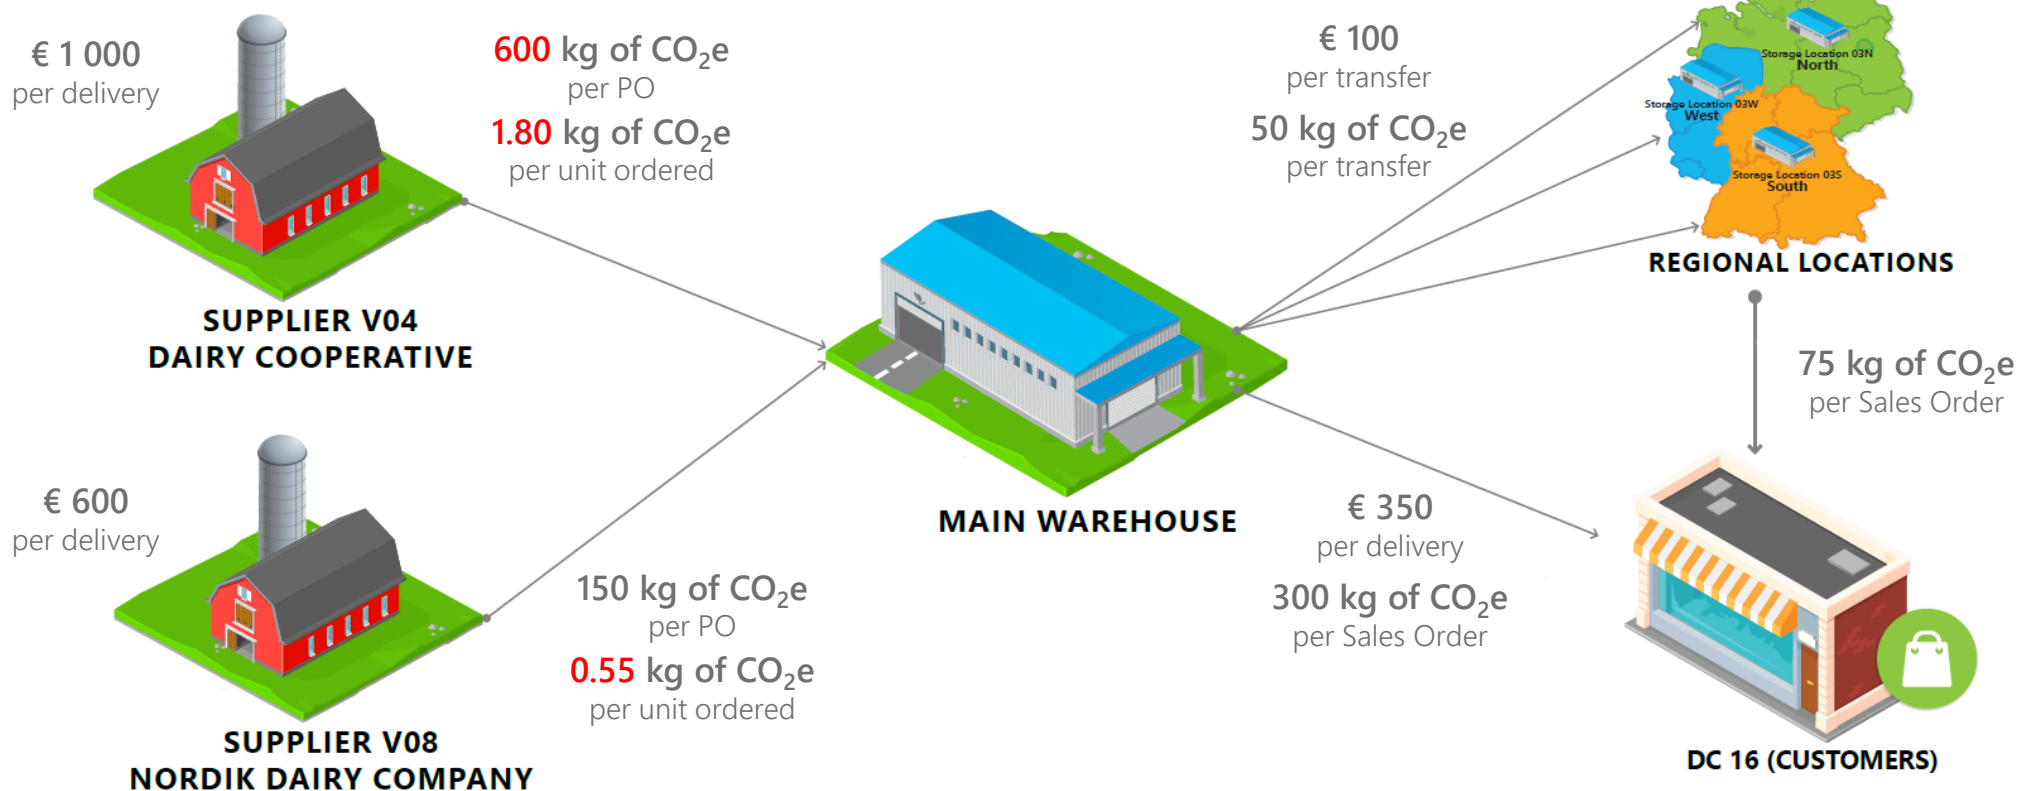 € 1 000
per delivery
600 kg of CO₂e
per PO
1.80 kg of CO₂e
per unit ordered
SUPPLIER V04
DAIRY COOPERATIVE
€ 600
per delivery
150 kg of CO₂e
per PO
0.55 kg of CO₂e
per unit ordered
SUPPLIER V08
NORDIK DAIRY COMPANY
MAIN WAREHOUSE
€ 100
per transfer
50 kg of CO₂e
per transfer
Storage Location 03N
North
Storage Location 03W
West
Storage Location 03S
South
REGIONAL LOCATIONS
75 kg of CO₂e
per Sales Order
€ 350
per delivery
300 kg of CO₂e
per Sales Order
DC 16 (CUSTOMERS)